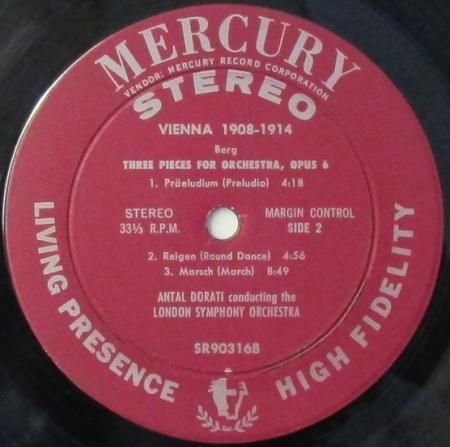 MERCURY
VENDOR: MERCURY RECORD CORPORATION
STEREO
VIENNA 1908-1914
Berg
THREE PIECES FOR ORCHESTRA, OPUS 6
1. Präeludium (Preludio) 4:18
STEREO
33⅓ R.P.M.
MARGIN CONTROL
SIDE 2
2. Reigen (Round Dance) 4:56
3. Marsch (March) 8:49
ANTAL DORATI conducting the
LONDON SYMPHONY ORCHESTRA
SR90316B
LIVING PRESENCE
HIGH FIDELITY